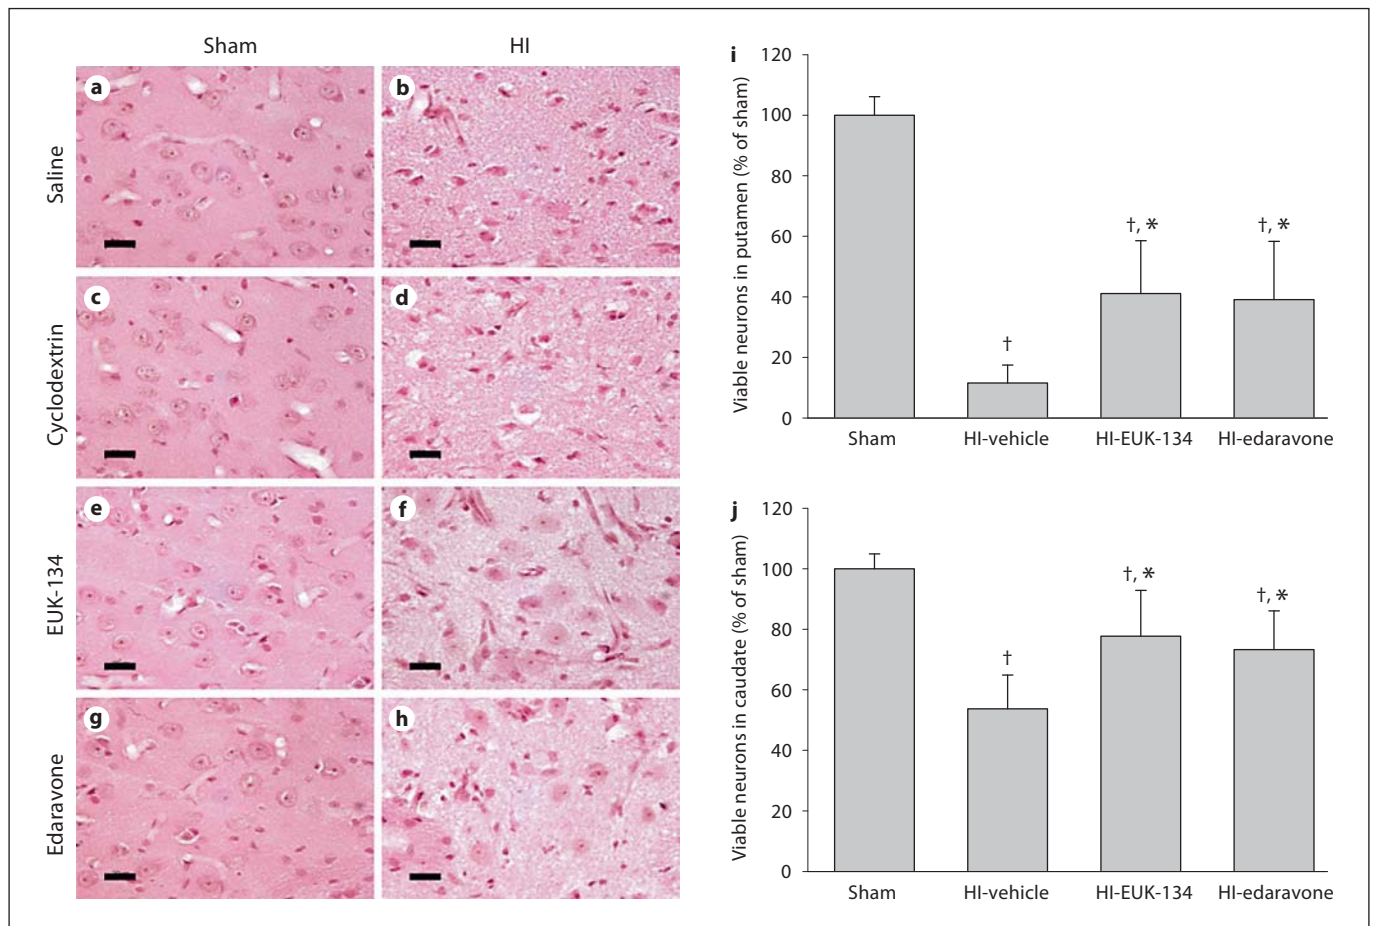 Sham HI
Saline
a b
Cyclodextrin
c d
EUK-134
e f
Edaravone
g h
i
Viable neurons in putamen (% of sham)
120
100
80
60
40
20
0
†
†, *
†, *
Sham HI-vehicle HI-EUK-134 HI-edaravone
j
Viable neurons in caudate (% of sham)
120
100
80
60
40
20
0
†
†, *
†, *
Sham HI-vehicle HI-EUK-134 HI-edaravone